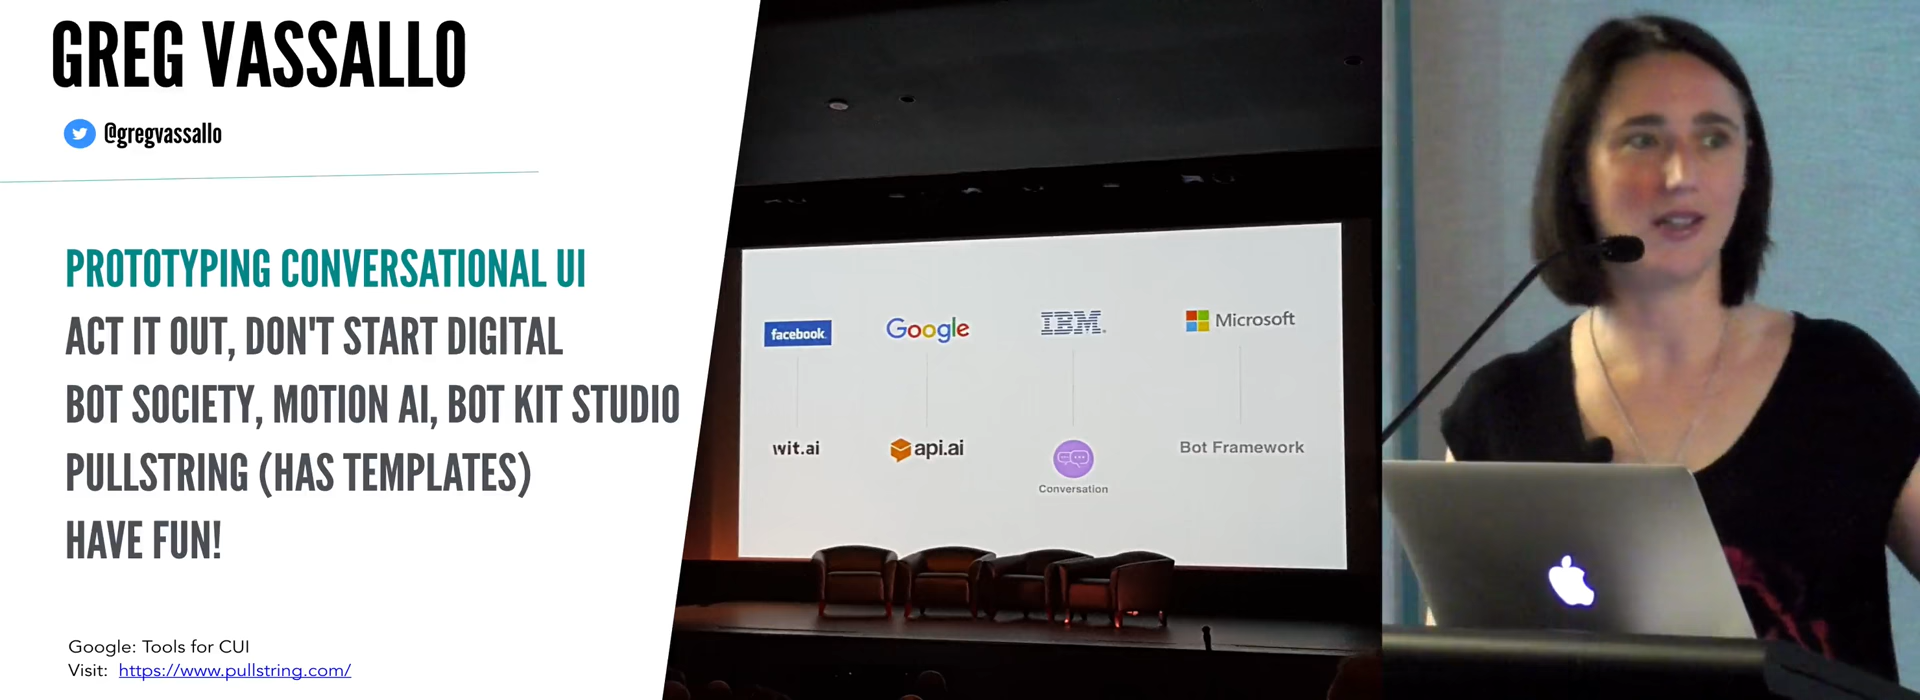 GREG VASSALLO
@gregvassallo
PROTOTYPING CONVERSATIONAL UI
ACT IT OUT, DON'T START DIGITAL
BOT SOCIETY, MOTION AI, BOT KIT STUDIO
PULLSTRING (HAS TEMPLATES)
HAVE FUN!
Google: Tools for CUI
Visit: https://www.pullstring.com/
facebook
Google
IBM
Microsoft
wit.ai
api.ai
Conversation
Bot Framework